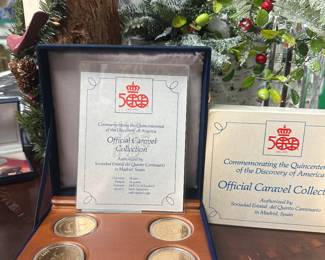 500
Commemorating the Quincentennial
of the Discovery of America
Official Caravel
Collection
Authorized by
Sociedad Estatal del Quinto Centenario
in Madrid, Spain
500
Commemorating the Quincenten
of the Discovery of America
Official Caravel Collection
Authorized by
Sociedad Estatal del Quinto Centenario
in Madrid, Spain